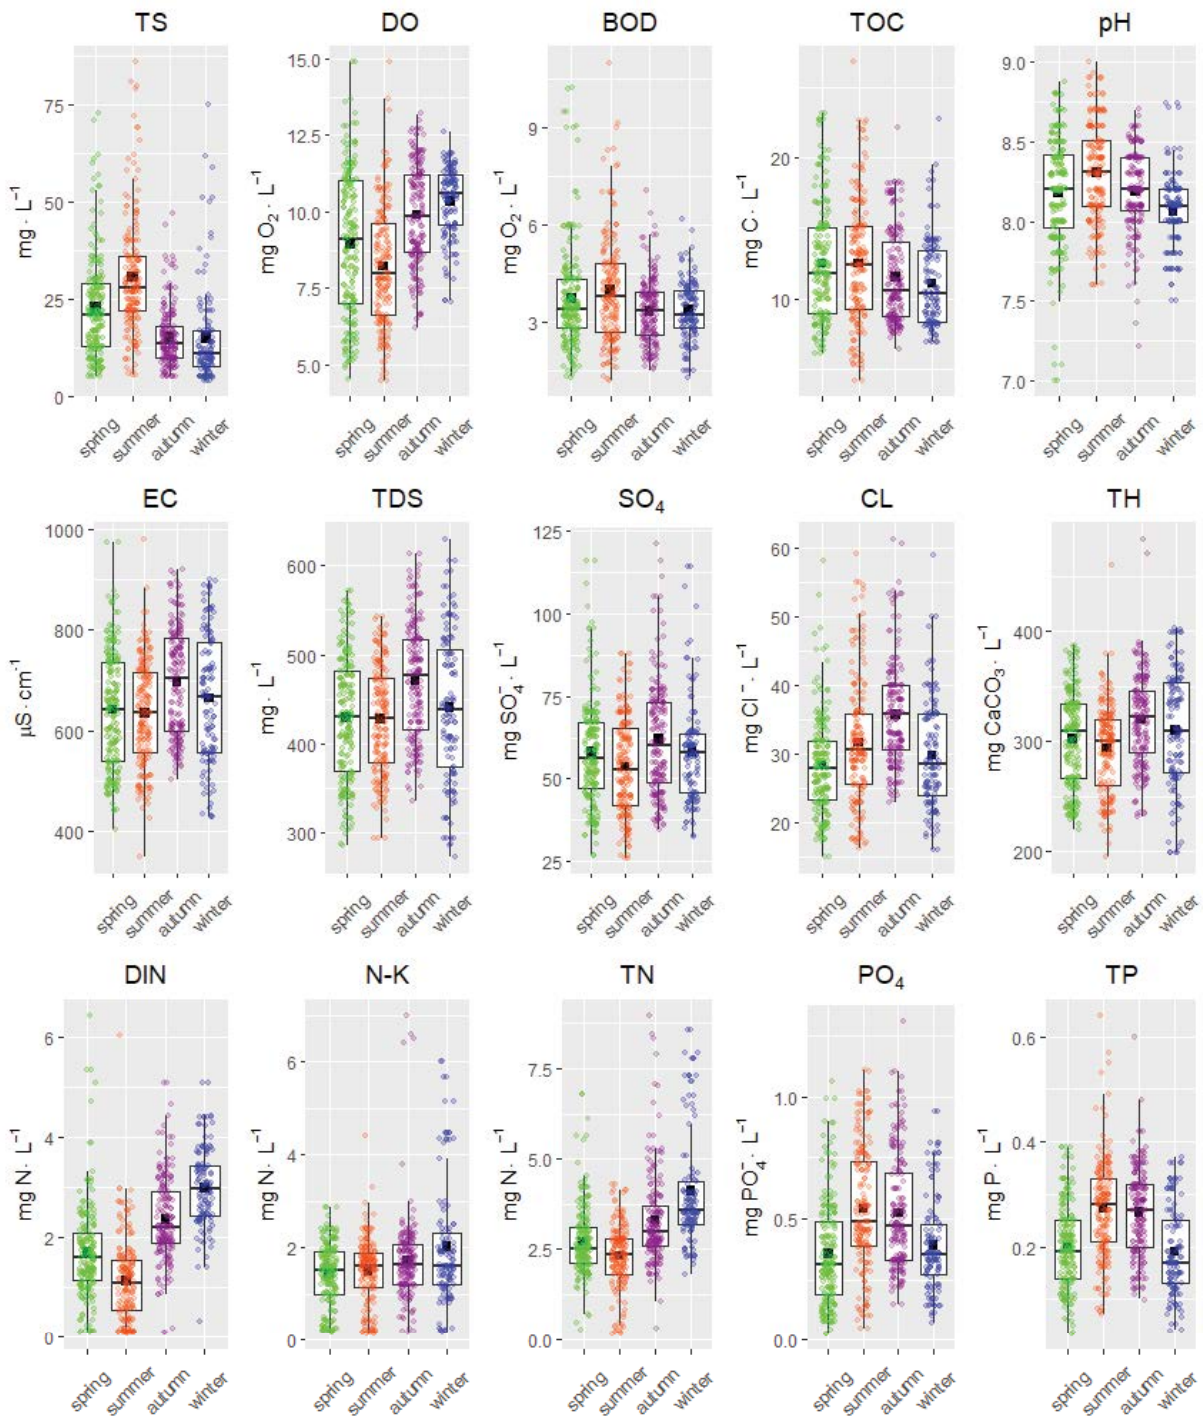 TS DO BOD TOC pH
mg · L⁻¹
75
50
25
0
mg O₂ · L⁻¹
15.0
12.5
10.0
7.5
5.0
mg O₂ · L⁻¹
9
6
3
mg C · L⁻¹
20
10
9.0
8.5
8.0
7.5
7.0
spring summer autumn winter
spring summer autumn winter
spring summer autumn winter
spring summer autumn winter
spring summer autumn winter
EC TDS SO₄ CL TH
µS · cm⁻¹
1000
800
600
400
mg · L⁻¹
600
500
400
300
mg SO₄⁻ · L⁻¹
125
100
75
50
25
mg Cl⁻ · L⁻¹
60
50
40
30
20
mg CaCO₃ · L⁻¹
400
300
200
spring summer autumn winter
spring summer autumn winter
spring summer autumn winter
spring summer autumn winter
spring summer autumn winter
DIN N-K TN PO₄ TP
mg N · L⁻¹
6
4
2
0
mg N · L⁻¹
6
4
2
0
mg N · L⁻¹
7.5
5.0
2.5
0.0
mg PO₄⁻ · L⁻¹
1.0
0.5
0.0
mg P · L⁻¹
0.6
0.4
0.2
spring summer autumn winter
spring summer autumn winter
spring summer autumn winter
spring summer autumn winter
spring summer autumn winter